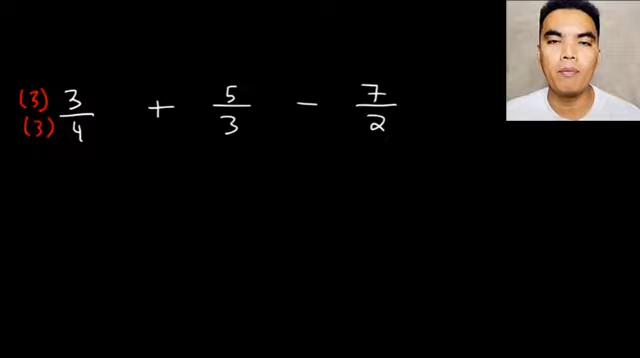 (3) 3/(3) 4 + 5/3 - 7/2